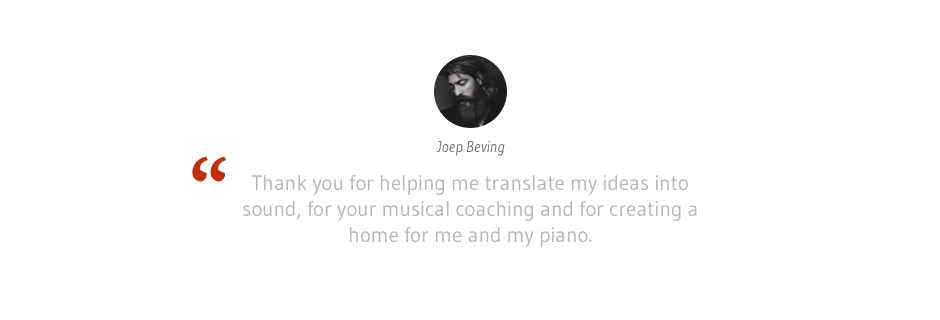 Joep Beving
“ Thank you for helping me translate my ideas into
sound, for your musical coaching and for creating a
home for me and my piano.